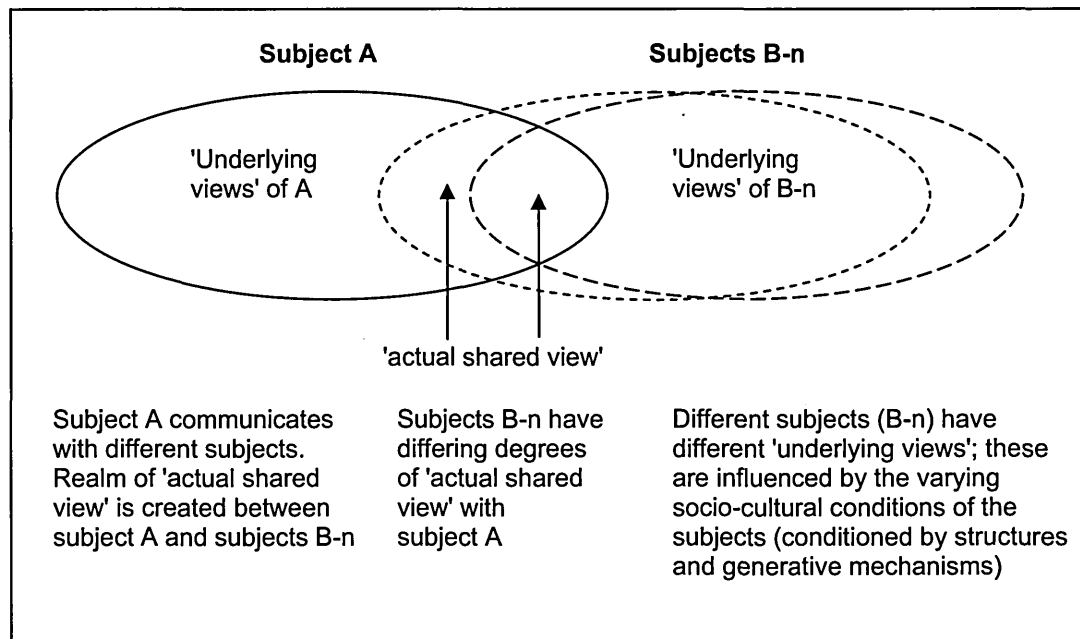 Subject A
Subjects B-n
'Underlying
views' of A
'Underlying
views' of B-n
'actual shared view'
Subject A communicates
with different subjects.
Realm of 'actual shared
view' is created between
subject A and subjects B-n
Subjects B-n have
differing degrees
of 'actual shared
view' with
subject A
Different subjects (B-n) have
different 'underlying views'; these
are influenced by the varying
socio-cultural conditions of the
subjects (conditioned by structures
and generative mechanisms)